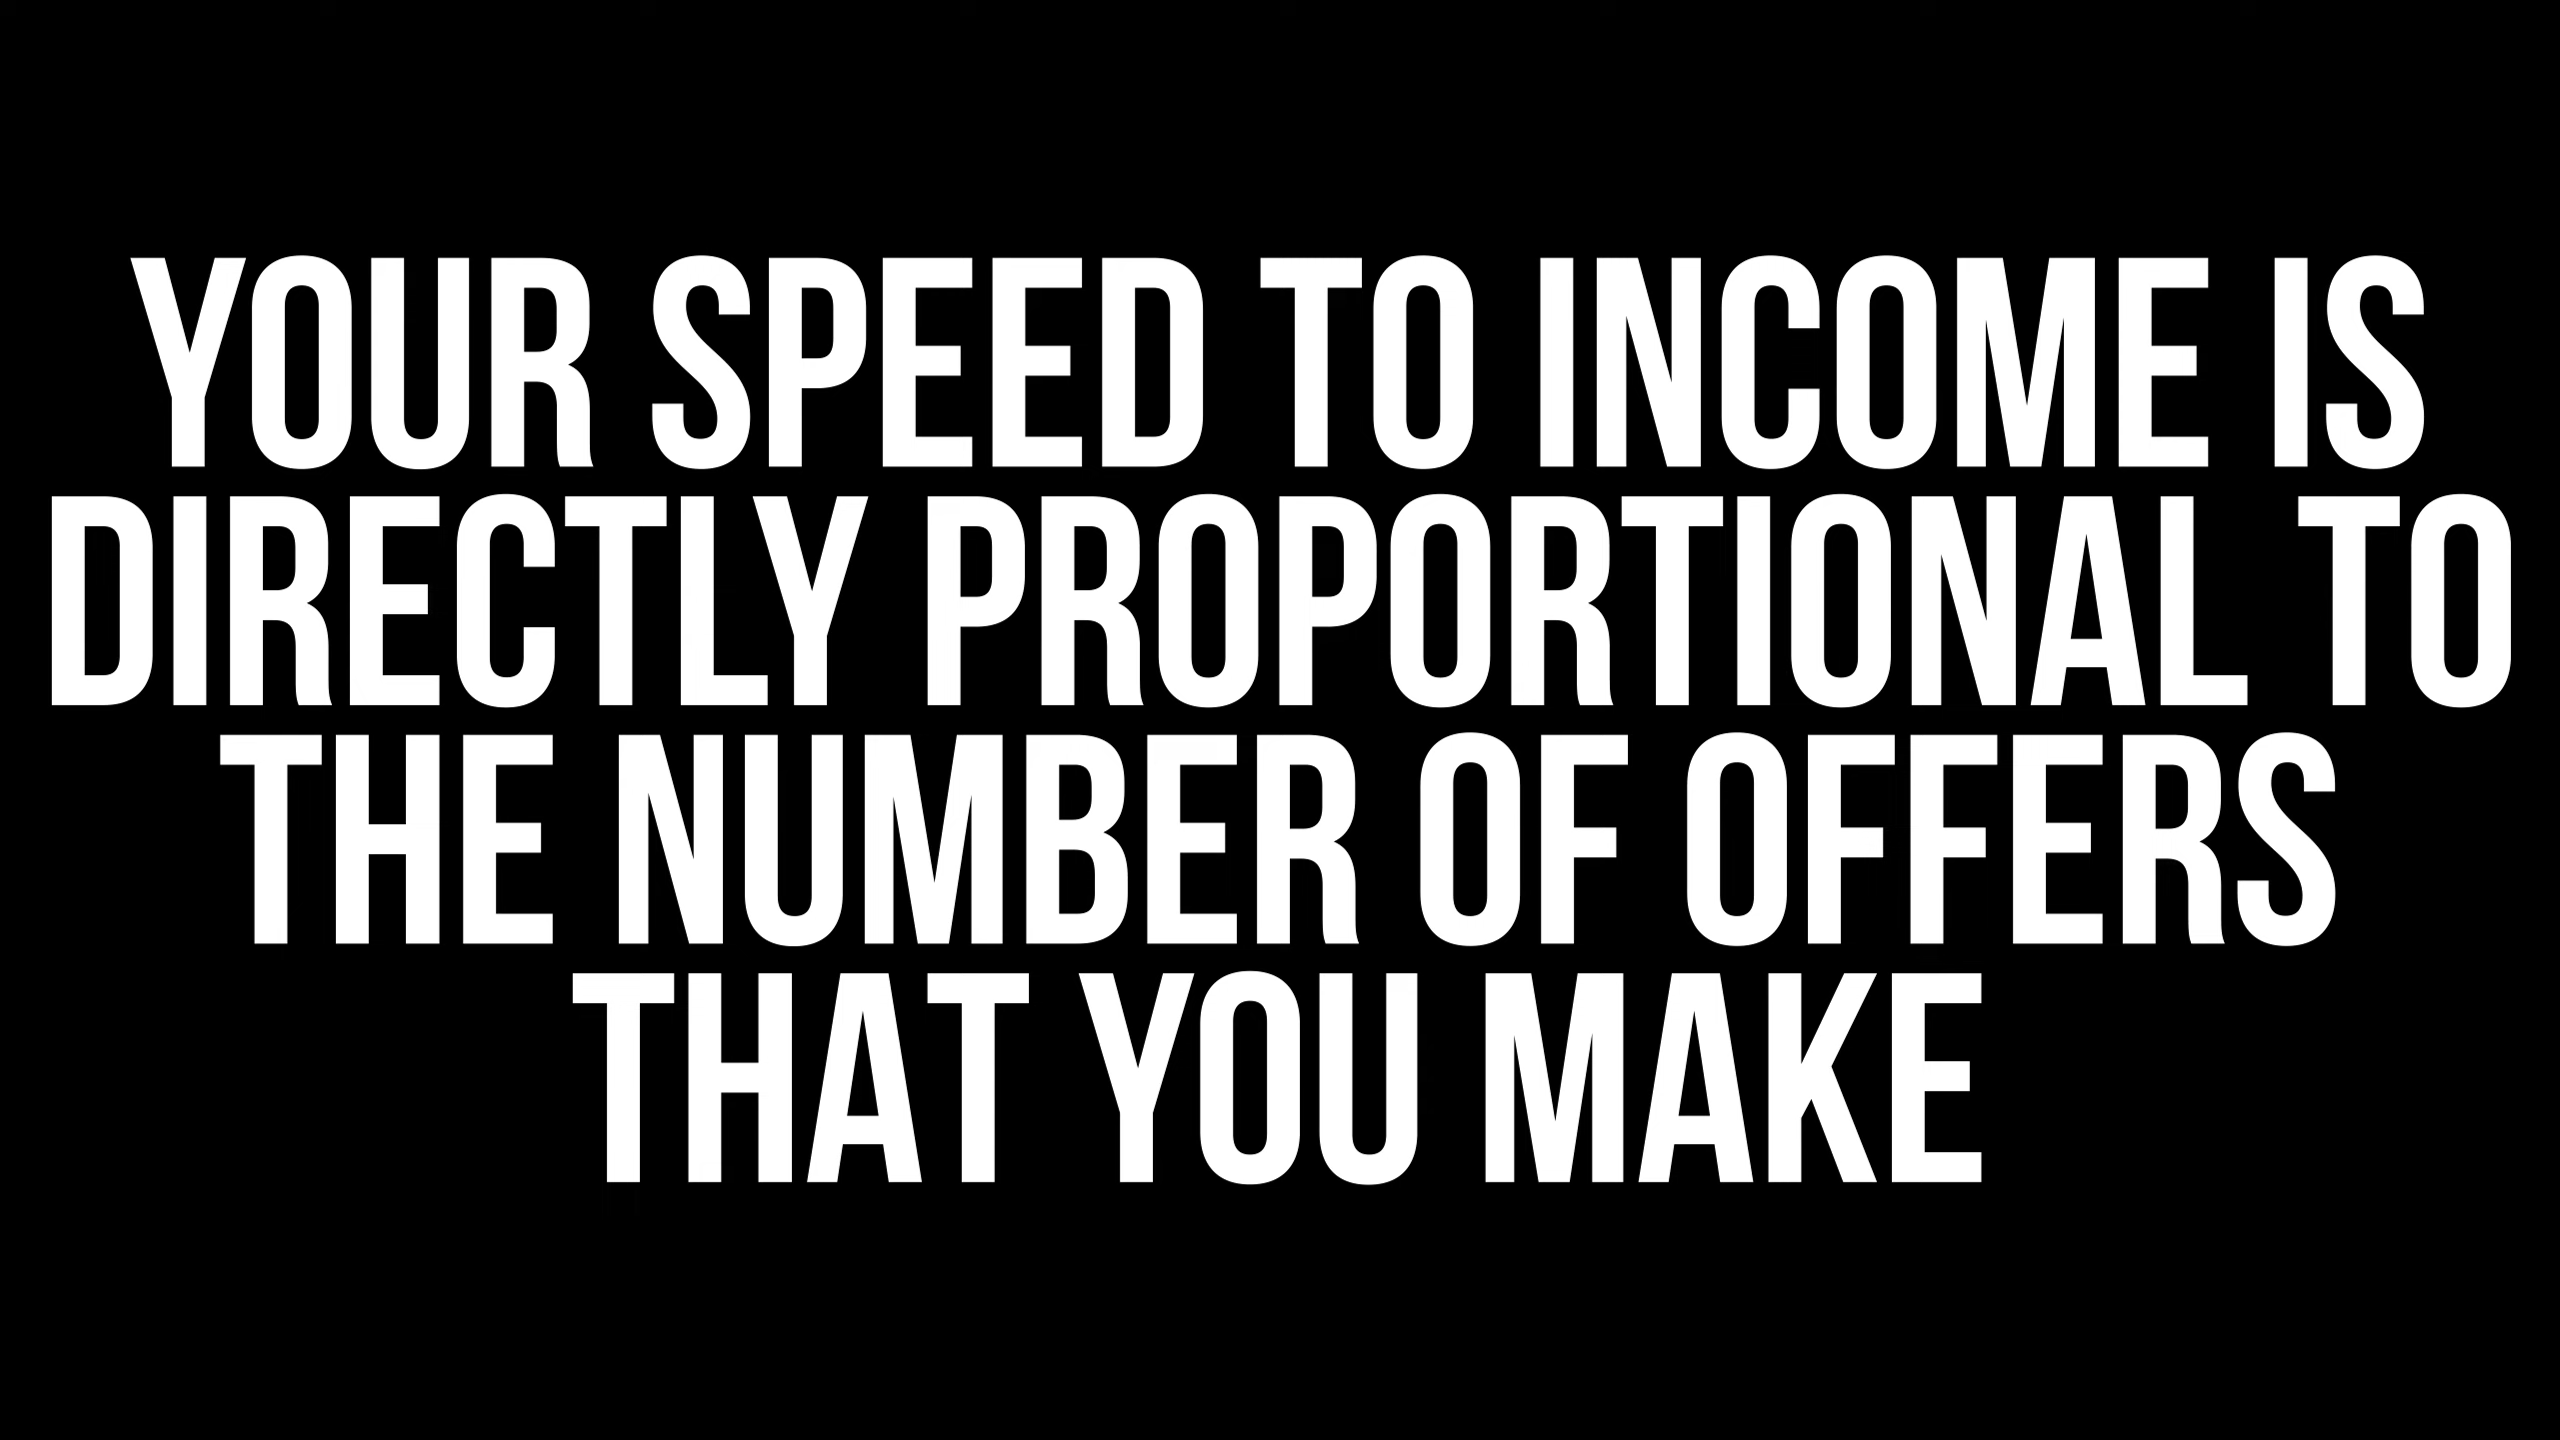 YOUR SPEED TO INCOME IS
DIRECTLY PROPORTIONAL TO
THE NUMBER OF OFFERS
THAT YOU MAKE